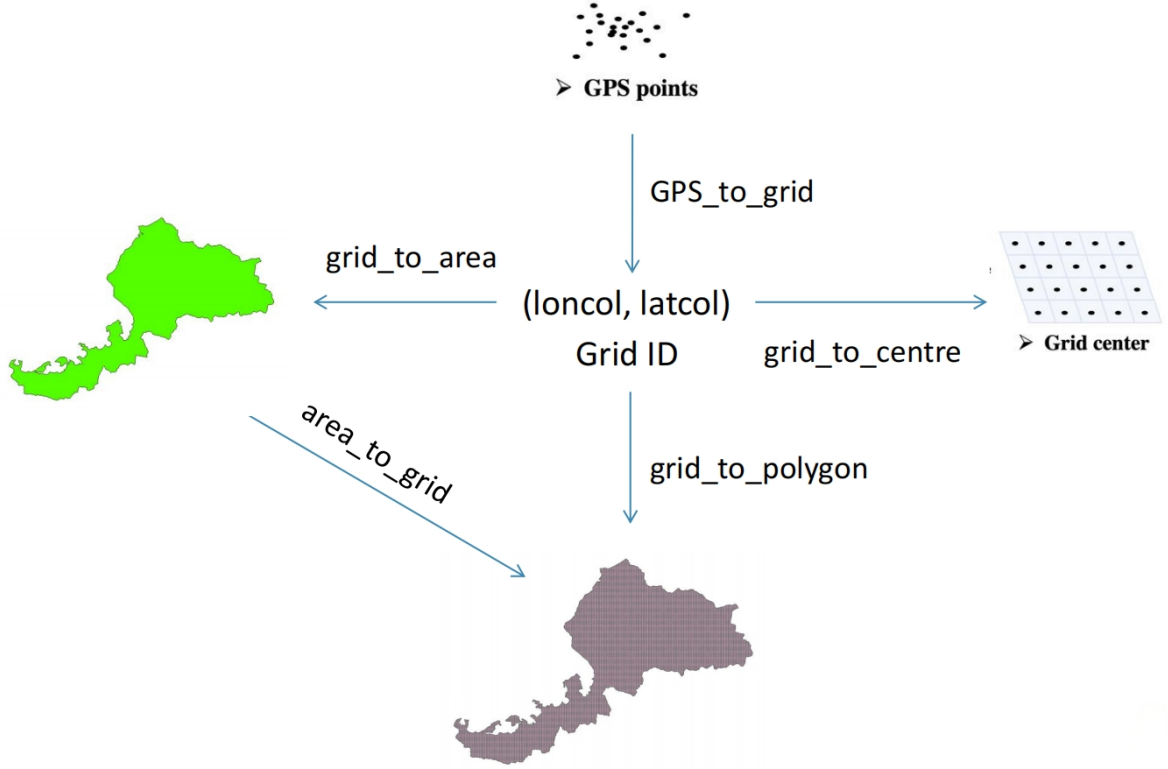 ➤ GPS points
GPS_to_grid
grid_to_area
(loncol, latcol)
Grid ID
grid_to_centre
➤ Grid center
area_to_grid
grid_to_polygon